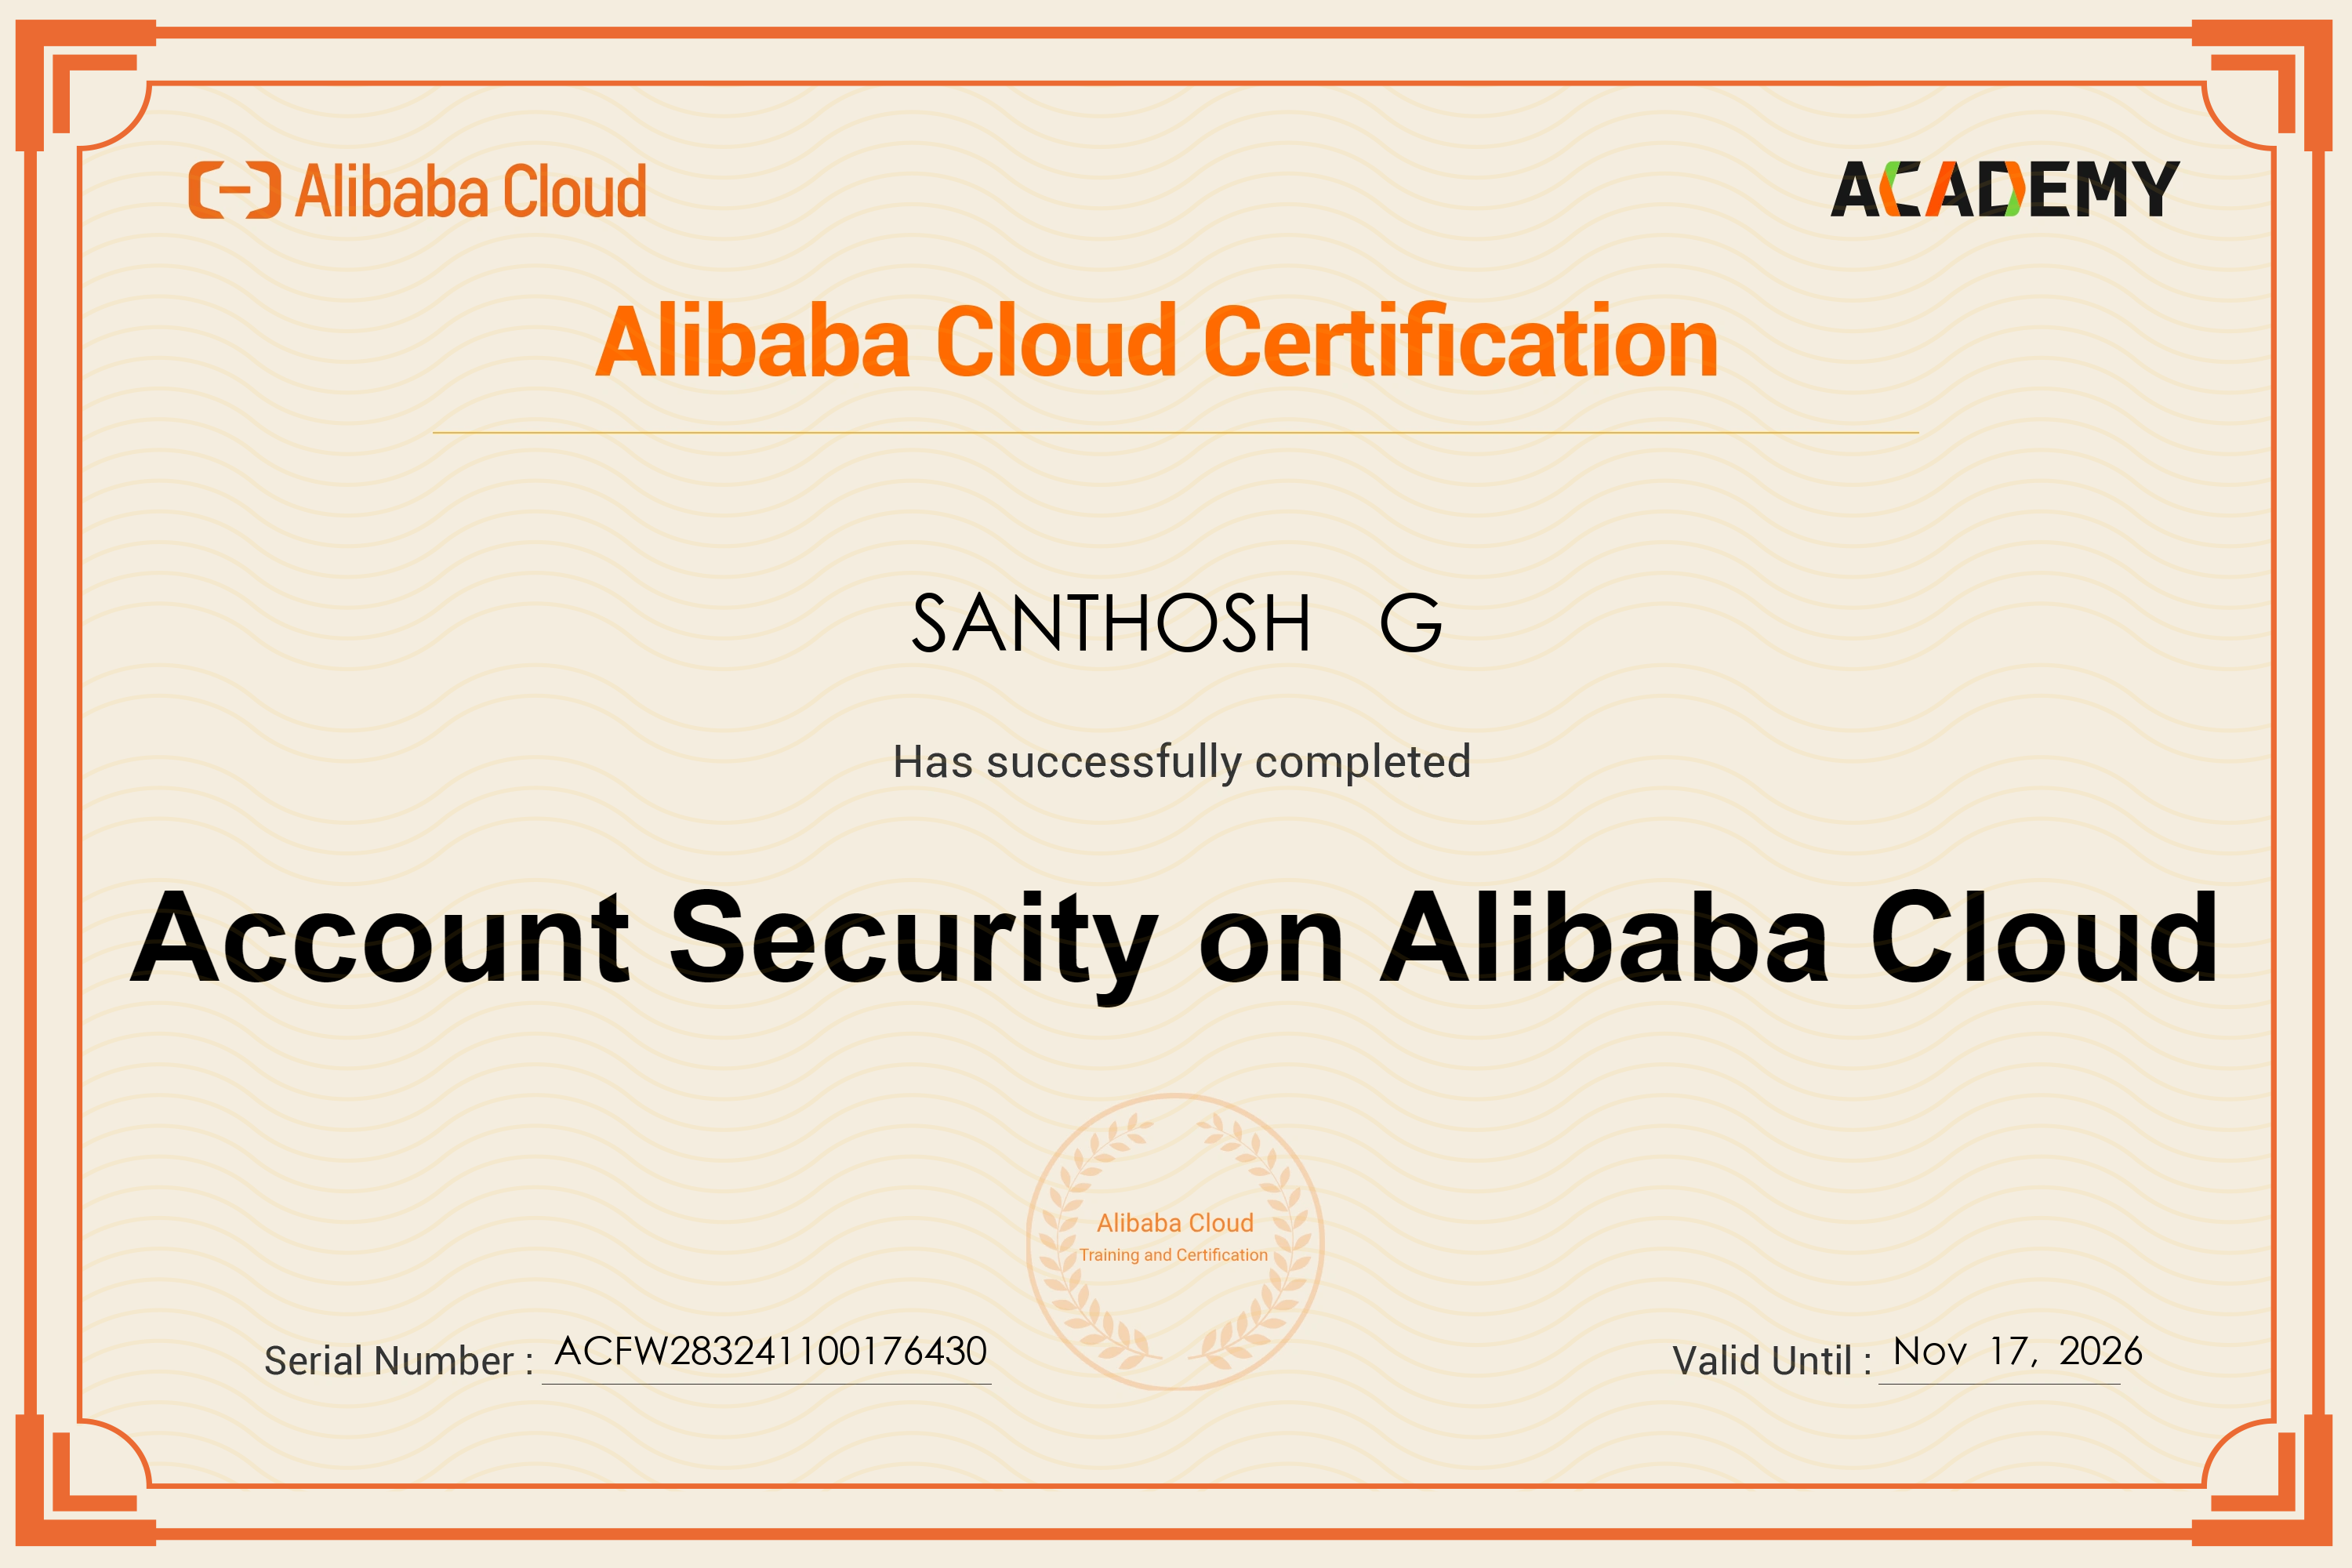 Alibaba Cloud
ACADEMY
Alibaba Cloud Certification
SANTHOSH G
Has successfully completed
Account Security on Alibaba Cloud
Alibaba Cloud
Training and Certification
Serial Number : ACFW283241100176430
Valid Until : Nov 17, 2026